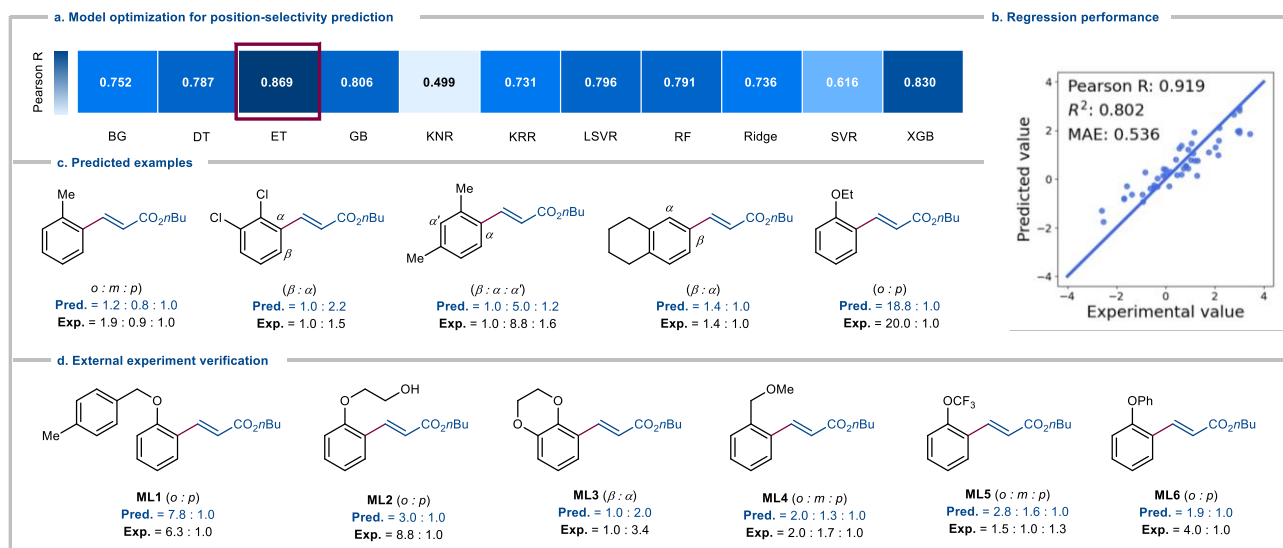 a. Model optimization for position-selectivity prediction
Pearson R
0.752 0.787 0.869 0.806 0.499 0.731 0.796 0.791 0.736 0.616 0.830
BG DT ET GB KNR KRR LSVR RF Ridge SVR XGB
b. Regression performance
Pearson R: 0.919
R²: 0.802
MAE: 0.536
Predicted value
4
2
0
−2
−4
−4 −2 0 2 4
Experimental value
c. Predicted examples
Me
CO₂nBu
(o : m : p)
Pred. = 1.2 : 0.8 : 1.0
Exp. = 1.9 : 0.9 : 1.0
Cl
Cl
α
β
CO₂nBu
(β : α)
Pred. = 1.0 : 2.2
Exp. = 1.0 : 1.5
Me
α'
α
Me
CO₂nBu
(β : α : α')
Pred. = 1.0 : 5.0 : 1.2
Exp. = 1.0 : 8.8 : 1.6
α
β
CO₂nBu
(β : α)
Pred. = 1.4 : 1.0
Exp. = 1.4 : 1.0
OEt
CO₂nBu
(o : p)
Pred. = 18.8 : 1.0
Exp. = 20.0 : 1.0
d. External experiment verification
O
Me
CO₂nBu
ML1 (o : p)
Pred. = 7.8 : 1.0
Exp. = 6.3 : 1.0
OH
O
CO₂nBu
ML2 (o : p)
Pred. = 3.0 : 1.0
Exp. = 8.8 : 1.0
O
O
CO₂nBu
ML3 (β : α)
Pred. = 1.0 : 2.0
Exp. = 1.0 : 3.4
OMe
CO₂nBu
ML4 (o : m : p)
Pred. = 2.0 : 1.3 : 1.0
Exp. = 2.0 : 1.7 : 1.0
OCF₃
CO₂nBu
ML5 (o : m : p)
Pred. = 2.8 : 1.6 : 1.0
Exp. = 1.5 : 1.0 : 1.3
OPh
CO₂nBu
ML6 (o : p)
Pred. = 1.9 : 1.0
Exp. = 4.0 : 1.0